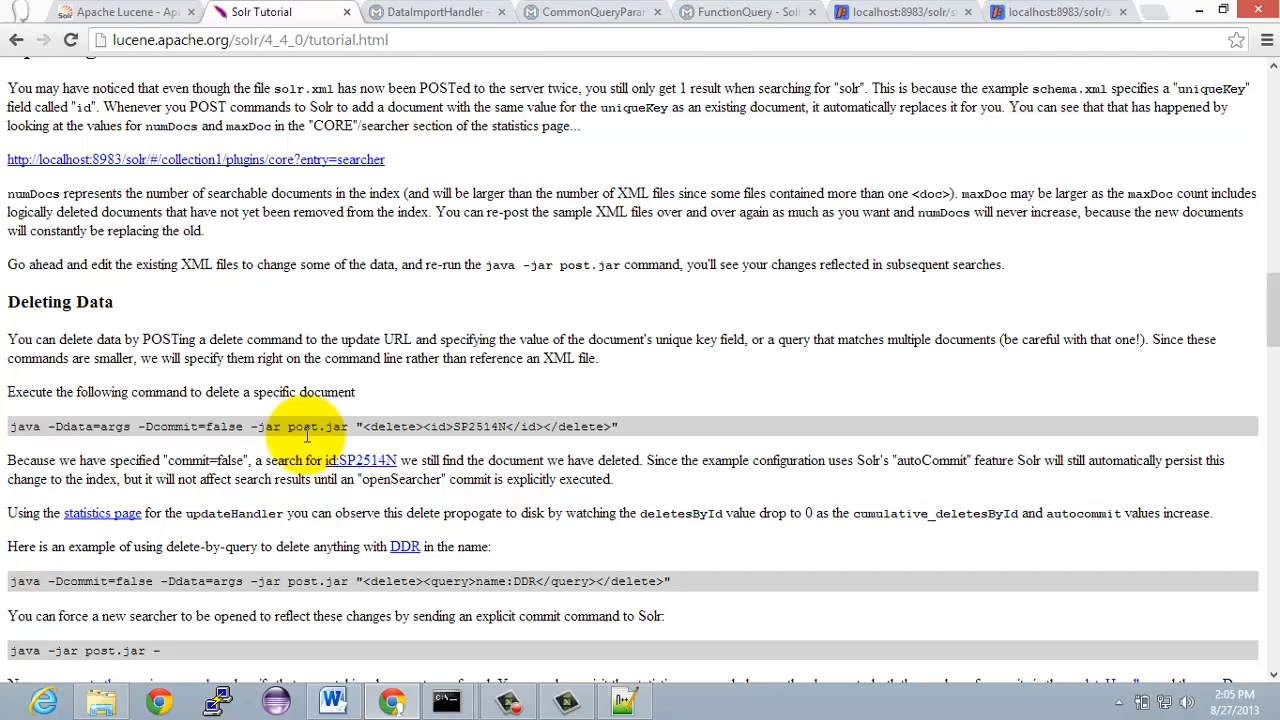 Apache Lucene - Ap
Solr Tutorial
DataImportHandler -
CommonQueryPara
FunctionQuery - So
localhost:8983/solr/
localhost:8983/solr/s
lucene.apache.org/solr/4_4_0/tutorial.html
You may have noticed that even though the file solr.xml has now been POSTed to the server twice, you still only get 1 result when searching for "solr". This is because the example schema.xml specifies a "uniqueKey"
field called "id". Whenever you POST commands to Solr to add a document with the same value for the uniqueKey as an existing document, it automatically replaces it for you. You can see that that has happened by
looking at the values for numDocs and maxDoc in the "CORE"/searcher section of the statistics page...
http://localhost:8983/solr/#/collection1/plugins/core?entry=searcher
numDocs represents the number of searchable documents in the index (and will be larger than the number of XML files since some files contained more than one <doc>). maxDoc may be larger as the maxDoc count includes
logically deleted documents that have not yet been removed from the index. You can re-post the sample XML files over and over again as much as you want and numDocs will never increase, because the new documents
will constantly be replacing the old.
Go ahead and edit the existing XML files to change some of the data, and re-run the java -jar post.jar command, you'll see your changes reflected in subsequent searches.
Deleting Data
You can delete data by POSTing a delete command to the update URL and specifying the value of the document's unique key field, or a query that matches multiple documents (be careful with that one!). Since these
commands are smaller, we will specify them right on the command line rather than reference an XML file.
Execute the following command to delete a specific document
java -Ddata=args -Dcommit=false -jar post.jar "<delete><id>SP2514N</id></delete>"
Because we have specified "commit=false", a search for id:SP2514N we still find the document we have deleted. Since the example configuration uses Solr's "autoCommit" feature Solr will still automatically persist this
change to the index, but it will not affect search results until an "openSearcher" commit is explicitly executed.
Using the statistics page for the updateHandler you can observe this delete propogate to disk by watching the deletesById value drop to 0 as the cumulative_deletesById and autocommit values increase.
Here is an example of using delete-by-query to delete anything with DDR in the name:
java -Dcommit=false -Ddata=args -jar post.jar "<delete><query>name:DDR</query></delete>"
You can force a new searcher to be opened to reflect these changes by sending an explicit commit command to Solr:
java -jar post.jar -
2:05 PM
8/27/2013